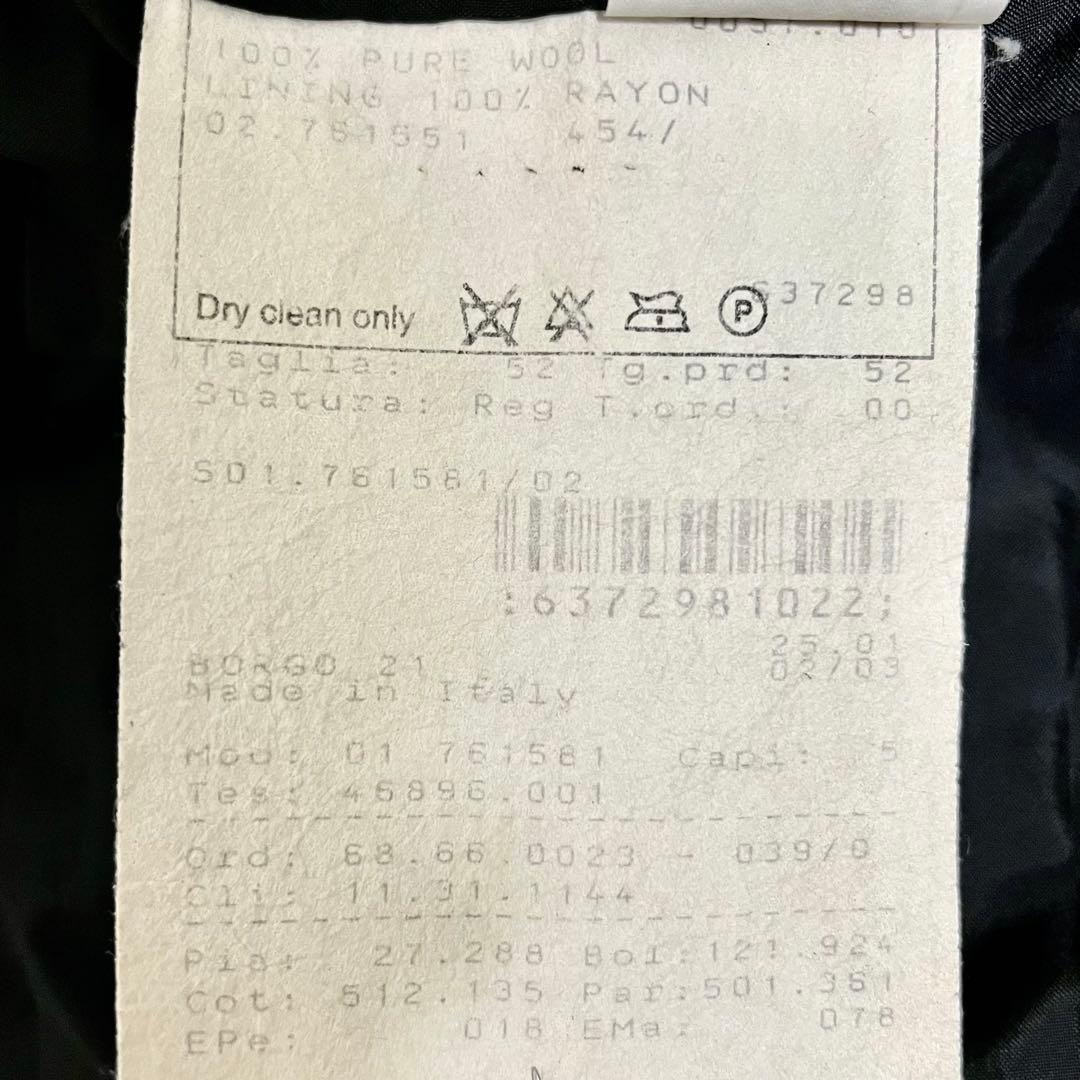 100% PURE WOOL
LINING 100% RAYON
454/
Dry clean only
P
637298
Taglia: 52 Tg.prd: 52
Statura: Reg T.ord.: 00
S01.761581/02
:6372981022;
25.01
02/03
BORGO 21
Made in Italy
Mod: 01 761581 Capi: 5
Tes: 45896.001
Ord: 68.66.0023 - 039/0
Cli: 11.31.1144
Pia: 27.288 Bol:121.924
Cot: 512.135 Par:501.351
EPe: 018 EMa: 078